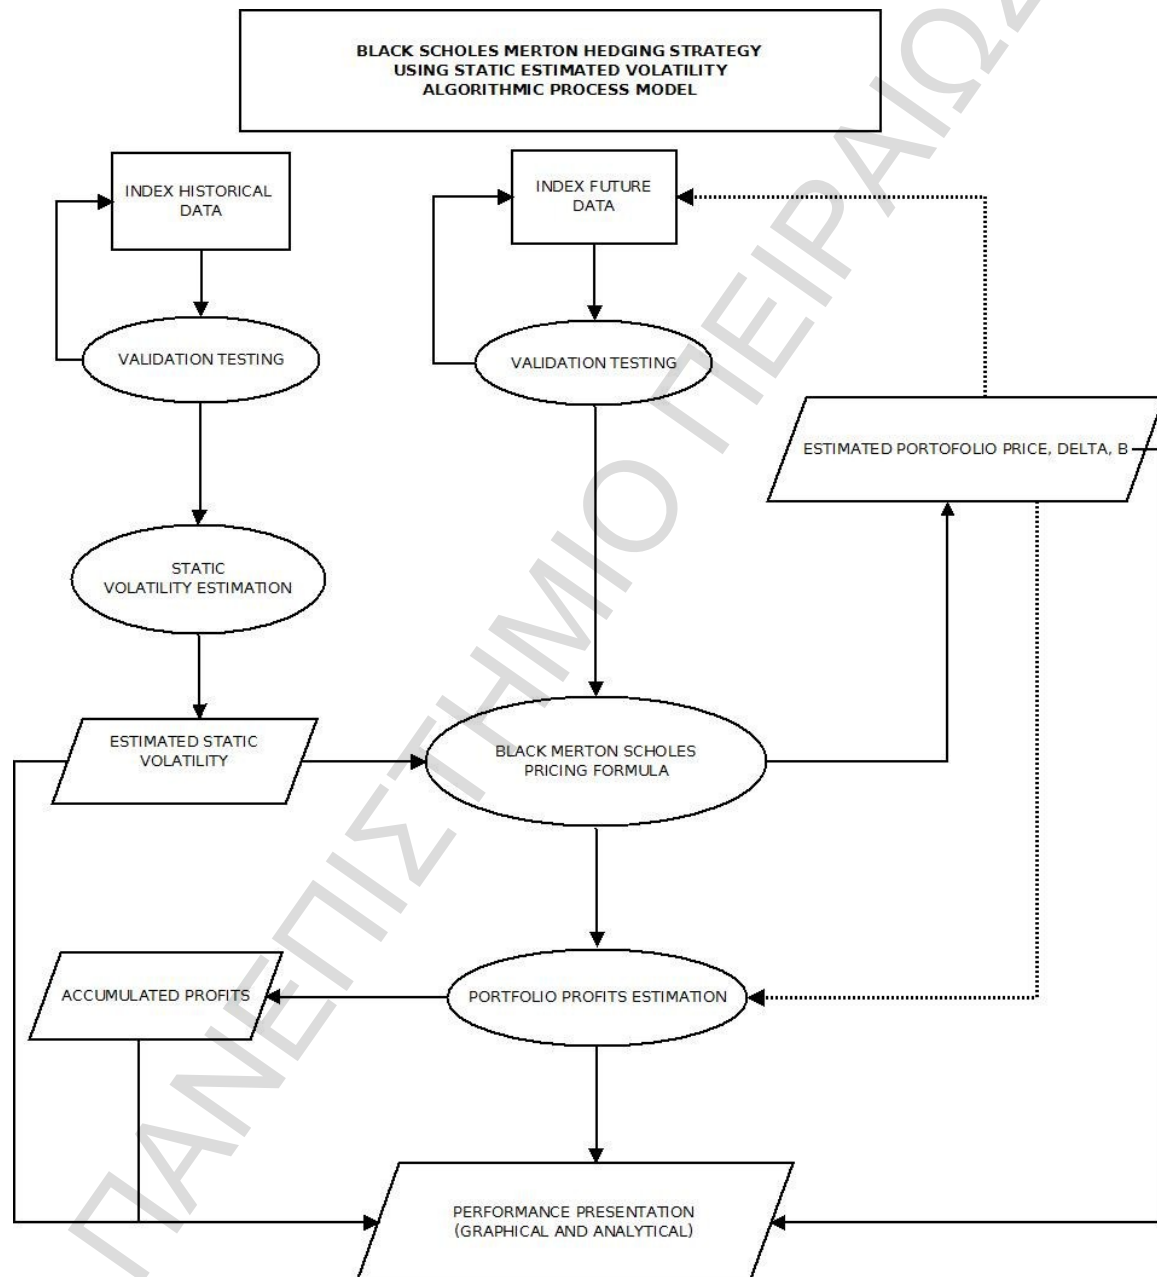 BLACK SCHOLES MERTON HEDGING STRATEGY
USING STATIC ESTIMATED VOLATILITY
ALGORITHMIC PROCESS MODEL
INDEX HISTORICAL
DATA
INDEX FUTURE
DATA
VALIDATION TESTING
VALIDATION TESTING
ESTIMATED PORTOFOLIO PRICE, DELTA, B
STATIC
VOLATILITY ESTIMATION
ESTIMATED STATIC
VOLATILITY
BLACK MERTON SCHOLES
PRICING FORMULA
ACCUMULATED PROFITS
PORTFOLIO PROFITS ESTIMATION
PERFORMANCE PRESENTATION
(GRAPHICAL AND ANALYTICAL)
ΠΑΝΕΠΙΣΤΗΜΙΟ ΠΕΙΡΑΙΩΣ